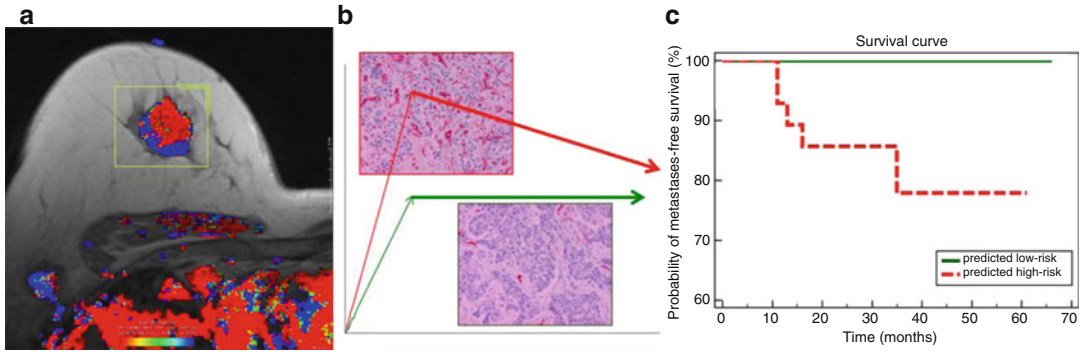 a
b
c
Survival curve
Probability of metastases-free survival (%)
100
90
80
70
60
predicted low-risk
predicted high-risk
0 10 20 30 40 50 60 70
Time (months)